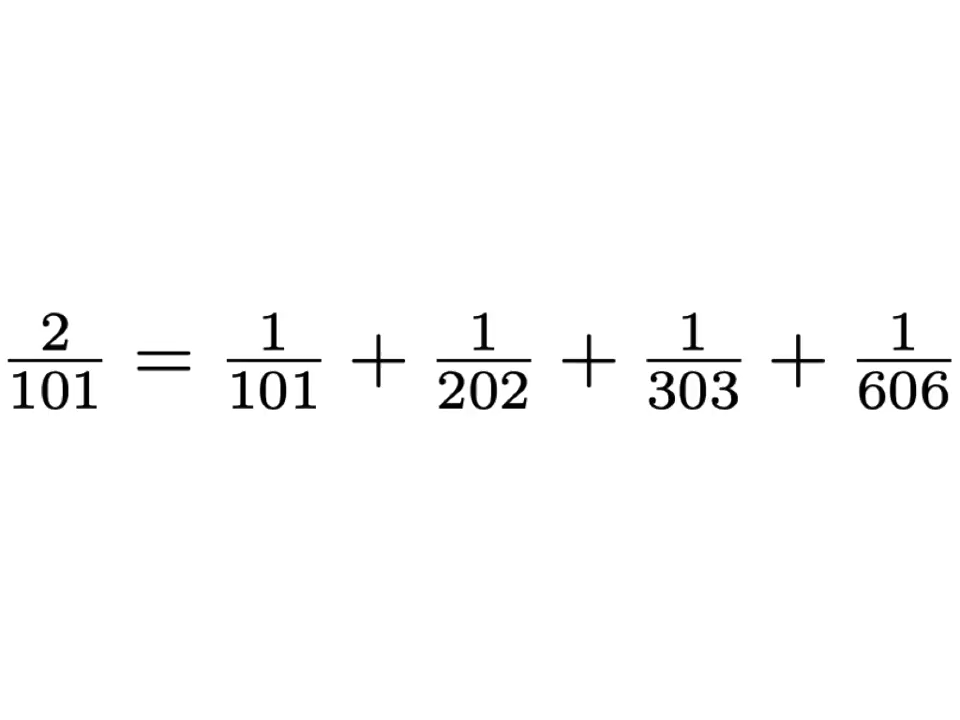 2/101 = 1/101 + 1/202 + 1/303 + 1/606